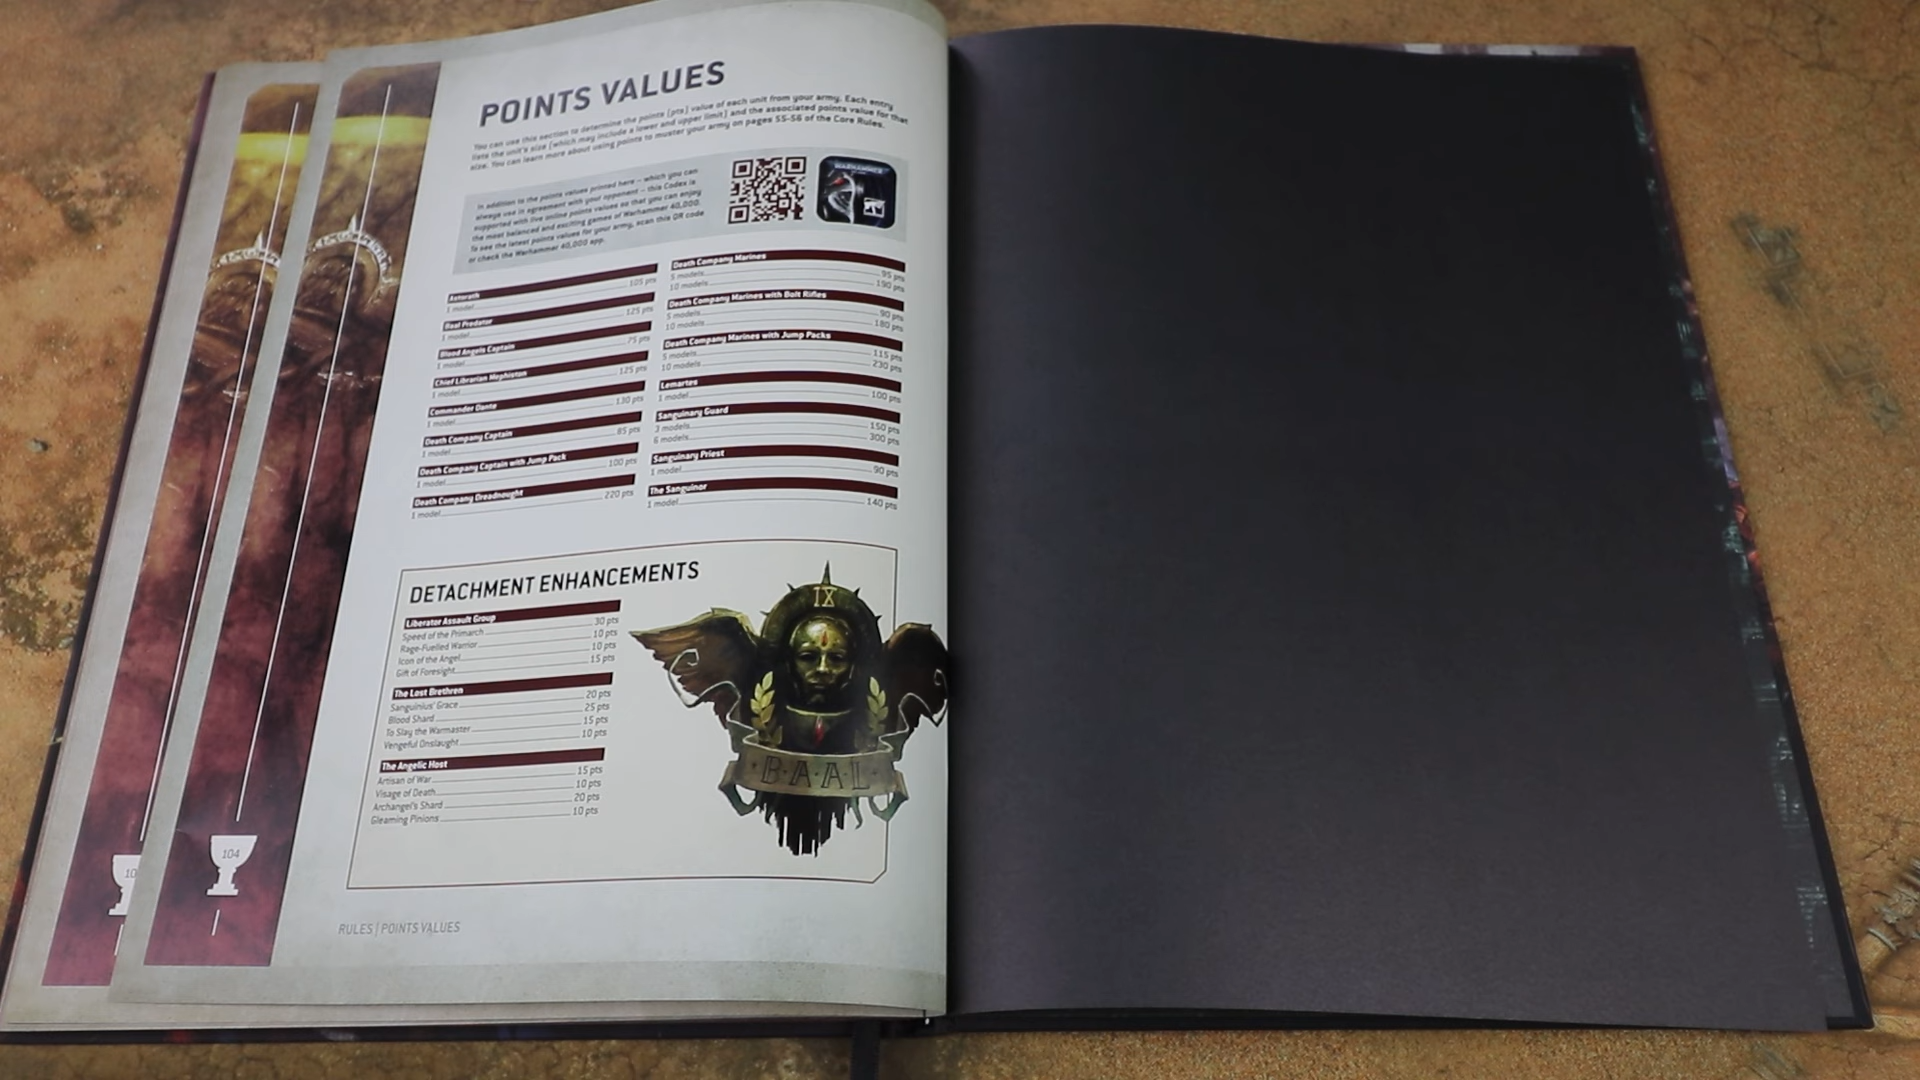 POINTS VALUES
You can use this section to determine the points (pts) value of each unit from your army. Each entry
lists the unit's size (which may include a lower and upper limit) and the associated points value for that
size. You can learn more about using points to muster your army on pages 55-56 of the Core Rules.
In addition to the points values printed here – which you can
always use in agreement with your opponent – this Codex is
supported with live online points values so that you can enjoy
the most balanced and exciting games of Warhammer 40,000.
To see the latest points values for your army, scan this QR code
or check the Warhammer 40,000 app.
WARHAMMER
Astorath
1 model 105 pts
Baal Predator
1 model 125 pts
Blood Angels Captain
1 model 75 pts
Chief Librarian Mephiston
1 model 125 pts
Commander Dante
1 model 130 pts
Death Company Captain
1 model 85 pts
Death Company Captain with Jump Pack
1 model 100 pts
Death Company Dreadnought
1 model 220 pts
Death Company Marines
5 models 95 pts
10 models 190 pts
Death Company Marines with Bolt Rifles
5 models 90 pts
10 models 180 pts
Death Company Marines with Jump Packs
5 models 115 pts
10 models 230 pts
Lemartes
1 model 100 pts
Sanguinary Guard
3 models 150 pts
6 models 300 pts
Sanguinary Priest
1 model 90 pts
The Sanguinor
1 model 140 pts
DETACHMENT ENHANCEMENTS
Liberator Assault Group
Speed of the Primarch 30 pts
Rage-Fuelled Warrior 10 pts
Icon of the Angel 10 pts
Gift of Foresight 15 pts
The Lost Brethren
Sanguinius' Grace 20 pts
Blood Shard 25 pts
To Slay the Warmaster 15 pts
Vengeful Onslaught 10 pts
The Angelic Host
Artisan of War 15 pts
Visage of Death 10 pts
Archangel's Shard 20 pts
Gleaming Pinions 10 pts
IX
·B·A·A·L·
104
10
RULES | POINTS VALUES